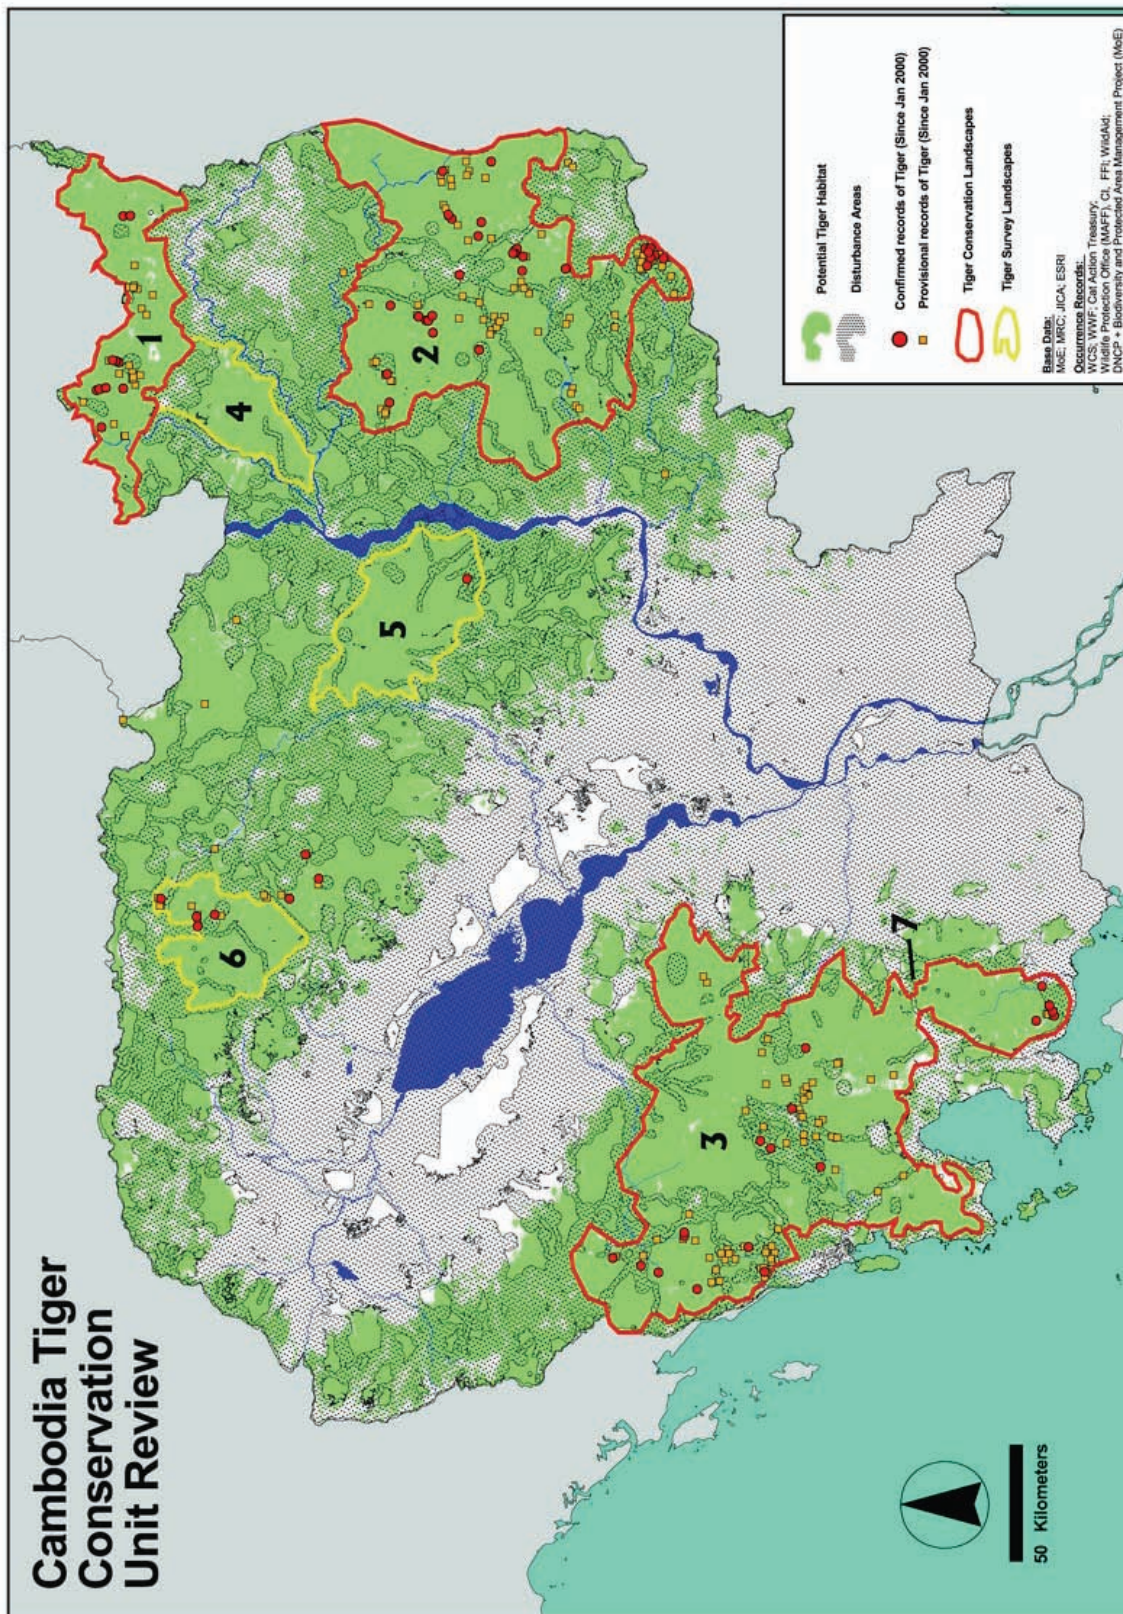 Cambodia Tiger
Conservation
Unit Review
1
2
3
4
5
6
7
50 Kilometers
Potential Tiger Habitat
Disturbance Areas
Confirmed records of Tiger (Since Jan 2000)
Provisional records of Tiger (Since Jan 2000)
Tiger Conservation Landscapes
Tiger Survey Landscapes
Base Data:
MoE; MRC; JICA; ESRI
Occurrence Records:
WCS; WWF; Cat Action Treasury;
Wildlife Protection Office (MAFF), CI, FFI; WildAid;
DNCP + Biodiversity and Protected Area Management Project (MoE)